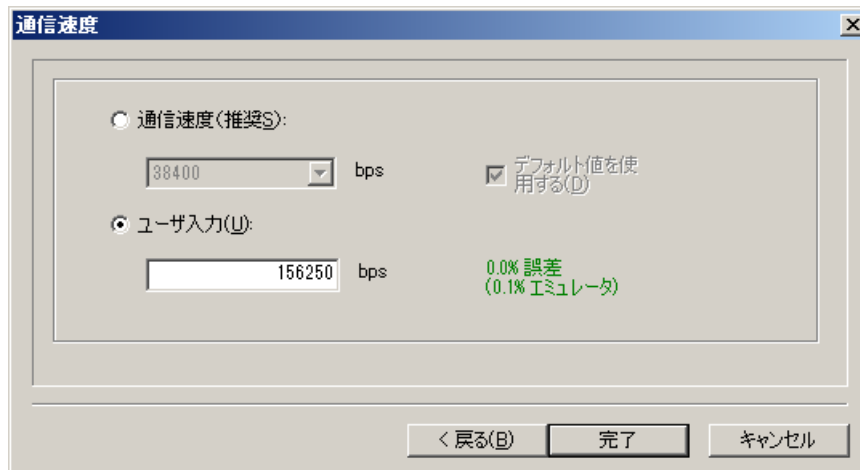 通信速度
通信速度(推奨S):
38400 bps
デフォルト値を使
用する(D)
ユーザ入力(U):
156250 bps
0.0% 誤差
(0.1% エミュレータ)
< 戻る(B) 完了 キャンセル